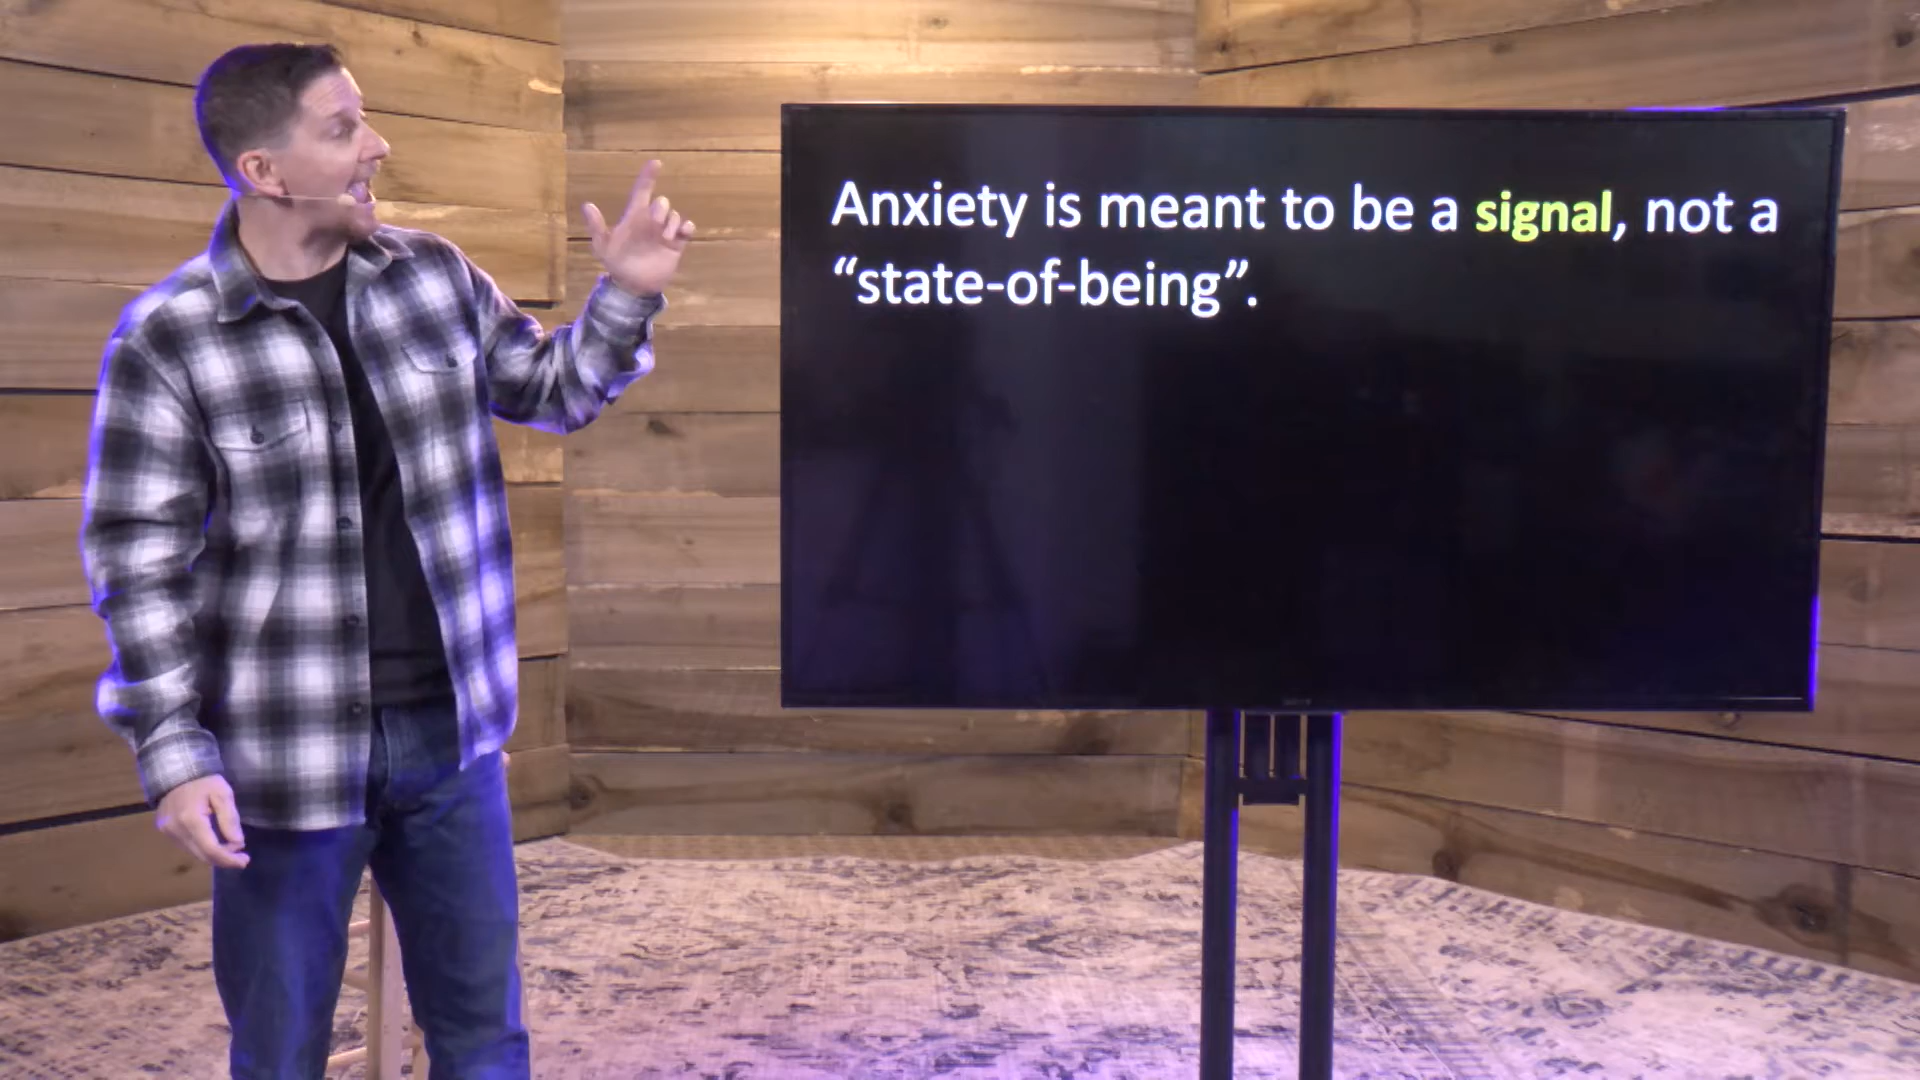 Anxiety is meant to be a signal, not a
“state-of-being”.